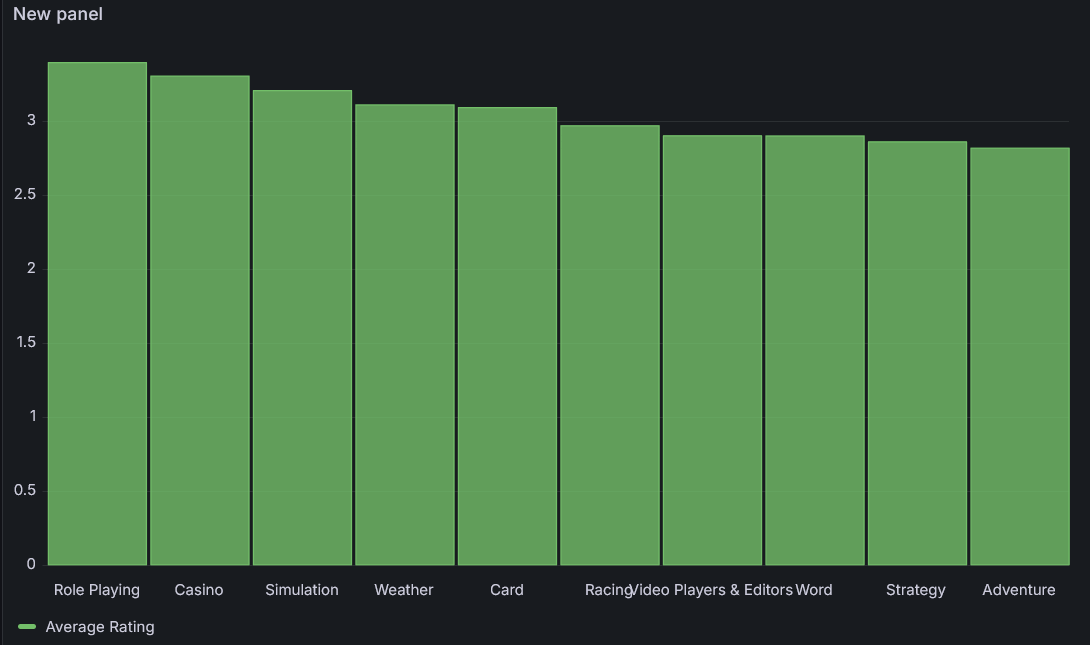 New panel
3
2.5
2
1.5
1
0.5
0
Role Playing Casino Simulation Weather Card Racing Video Players & Editors Word Strategy Adventure
Average Rating